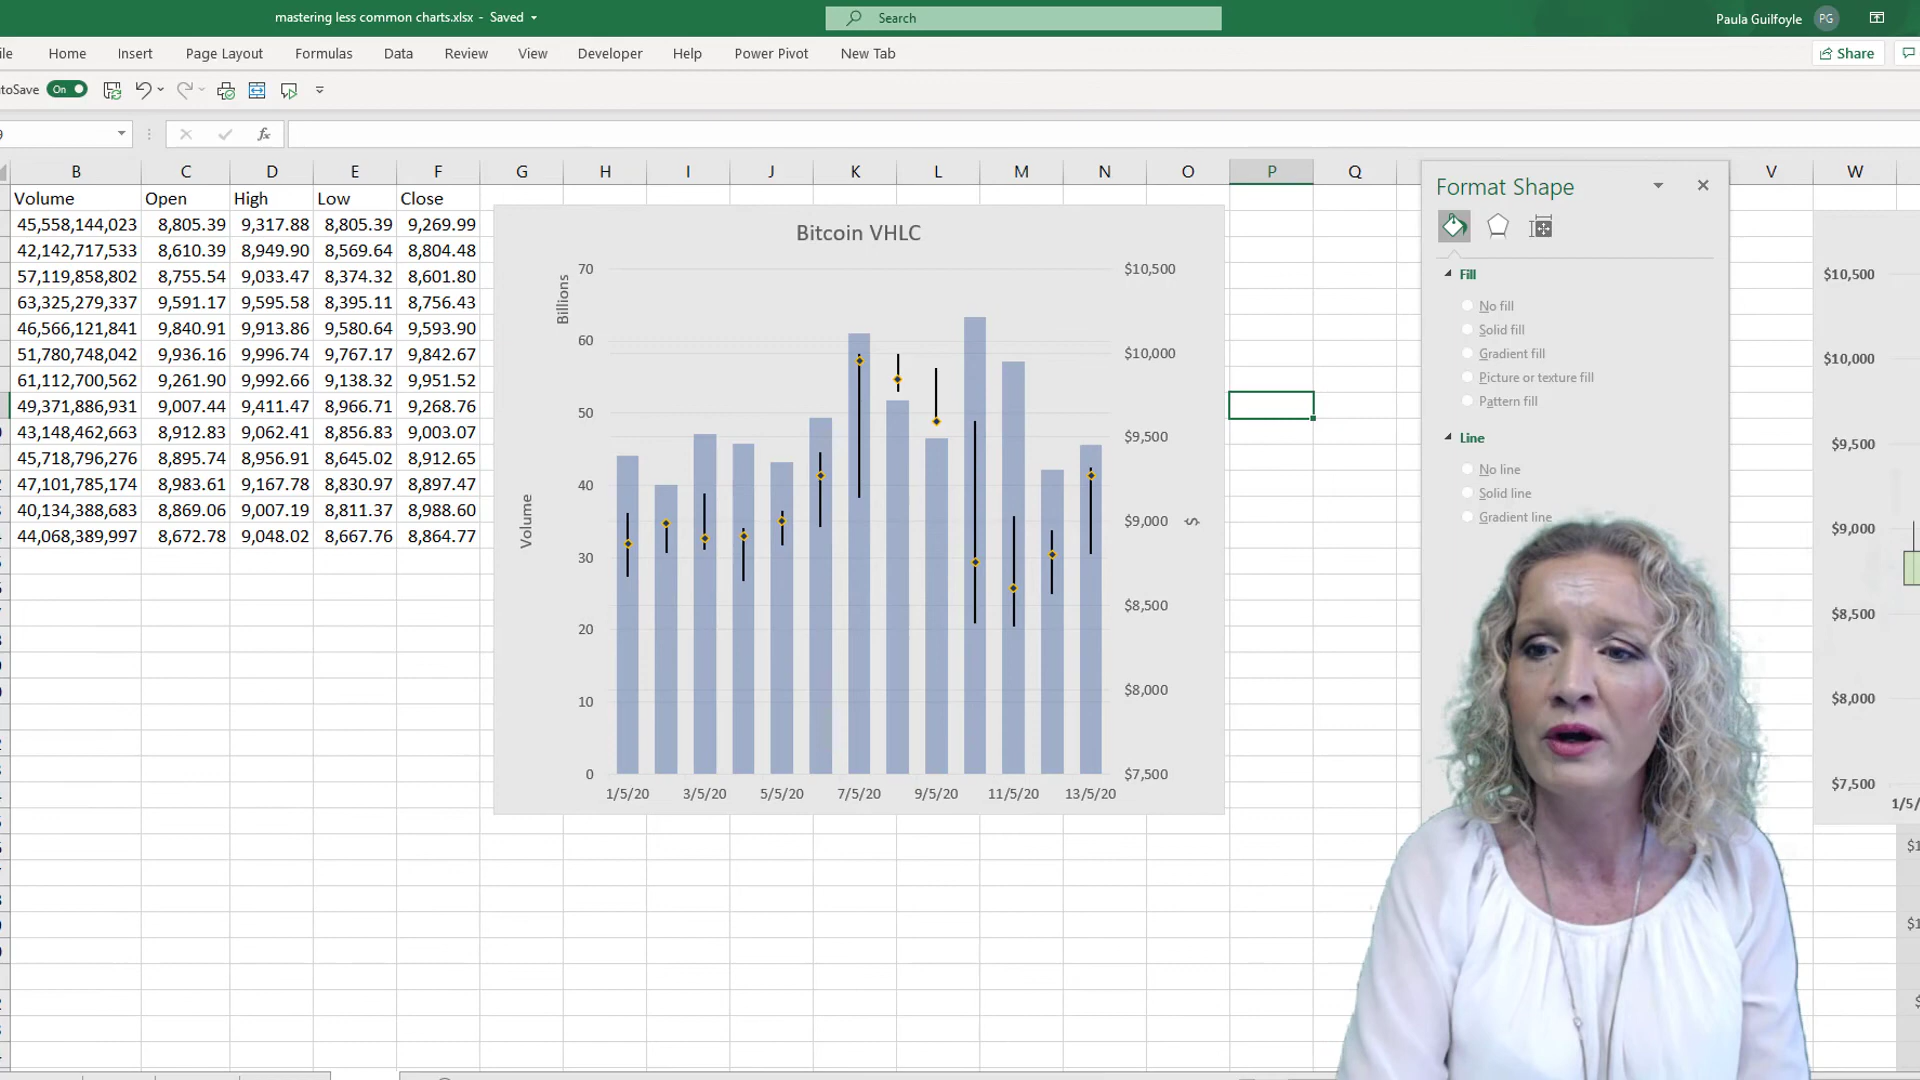 mastering less common charts.xlsx - Saved
Search
Paula Guilfoyle PG
Home Insert Page Layout Formulas Data Review View Developer Help Power Pivot New Tab
Share
toSave On
fx
B C D E F G H I J K L M N O P Q V W
Volume Open High Low Close
45,558,144,023 8,805.39 9,317.88 8,805.39 9,269.99
42,142,717,533 8,610.39 8,949.90 8,569.64 8,804.48
57,119,858,802 8,755.54 9,033.47 8,374.32 8,601.80
63,325,279,337 9,591.17 9,595.58 8,395.11 8,756.43
46,566,121,841 9,840.91 9,913.86 9,580.64 9,593.90
51,780,748,042 9,936.16 9,996.74 9,767.17 9,842.67
61,112,700,562 9,261.90 9,992.66 9,138.32 9,951.52
49,371,886,931 9,007.44 9,411.47 8,966.71 9,268.76
43,148,462,663 8,912.83 9,062.41 8,856.83 9,003.07
45,718,796,276 8,895.74 8,956.91 8,645.02 8,912.65
47,101,785,174 8,983.61 9,167.78 8,830.97 8,897.47
40,134,388,683 8,869.06 9,007.19 8,811.37 8,988.60
44,068,389,997 8,672.78 9,048.02 8,667.76 8,864.77
Bitcoin VHLC
Billions
Volume
70
60
50
40
30
20
10
0
$10,500
$10,000
$9,500
$9,000
$8,500
$8,000
$7,500
$
1/5/20 3/5/20 5/5/20 7/5/20 9/5/20 11/5/20 13/5/20
Format Shape
Fill
No fill
Solid fill
Gradient fill
Picture or texture fill
Pattern fill
Line
No line
Solid line
Gradient line
$10,500
$10,000
$9,500
$9,000
$8,500
$8,000
$7,500
1/5/